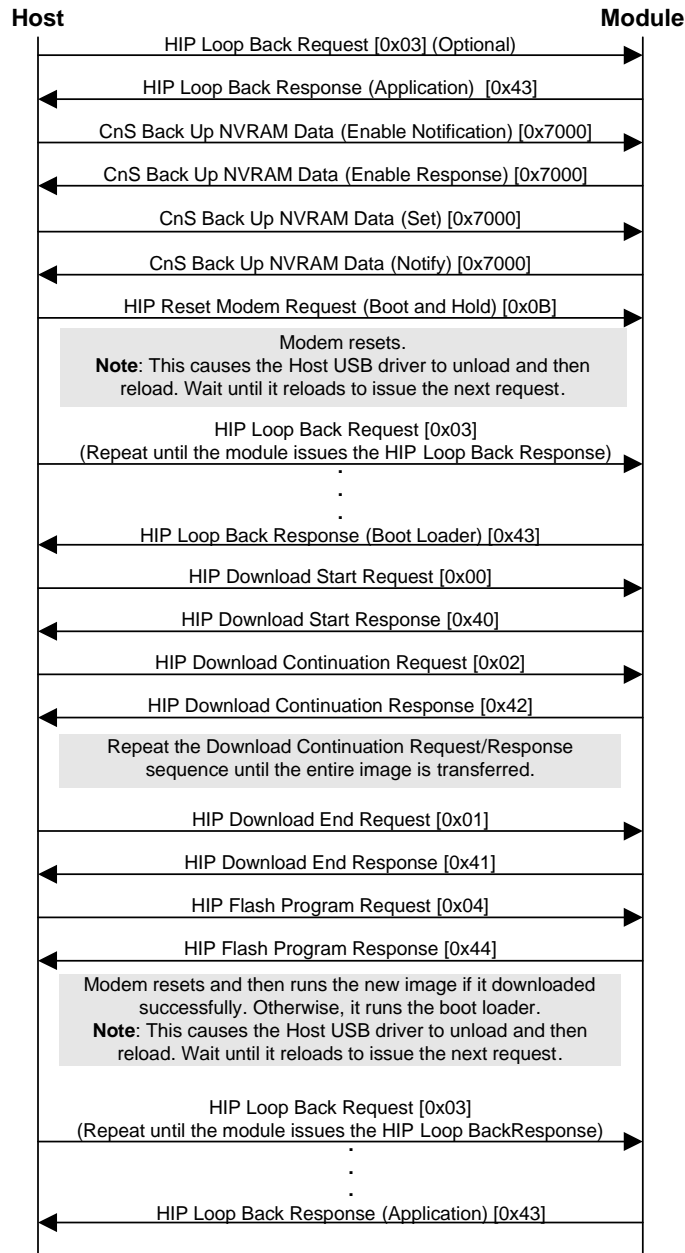 Host Module
HIP Loop Back Request [0x03] (Optional)
HIP Loop Back Response (Application) [0x43]
CnS Back Up NVRAM Data (Enable Notification) [0x7000]
CnS Back Up NVRAM Data (Enable Response) [0x7000]
CnS Back Up NVRAM Data (Set) [0x7000]
CnS Back Up NVRAM Data (Notify) [0x7000]
HIP Reset Modem Request (Boot and Hold) [0x0B]
Modem resets.
Note: This causes the Host USB driver to unload and then
reload. Wait until it reloads to issue the next request.
HIP Loop Back Request [0x03]
(Repeat until the module issues the HIP Loop Back Response)
.
.
.
HIP Loop Back Response (Boot Loader) [0x43]
HIP Download Start Request [0x00]
HIP Download Start Response [0x40]
HIP Download Continuation Request [0x02]
HIP Download Continuation Response [0x42]
Repeat the Download Continuation Request/Response
sequence until the entire image is transferred.
HIP Download End Request [0x01]
HIP Download End Response [0x41]
HIP Flash Program Request [0x04]
HIP Flash Program Response [0x44]
Modem resets and then runs the new image if it downloaded
successfully. Otherwise, it runs the boot loader.
Note: This causes the Host USB driver to unload and then
reload. Wait until it reloads to issue the next request.
HIP Loop Back Request [0x03]
(Repeat until the module issues the HIP Loop BackResponse)
.
.
.
HIP Loop Back Response (Application) [0x43]